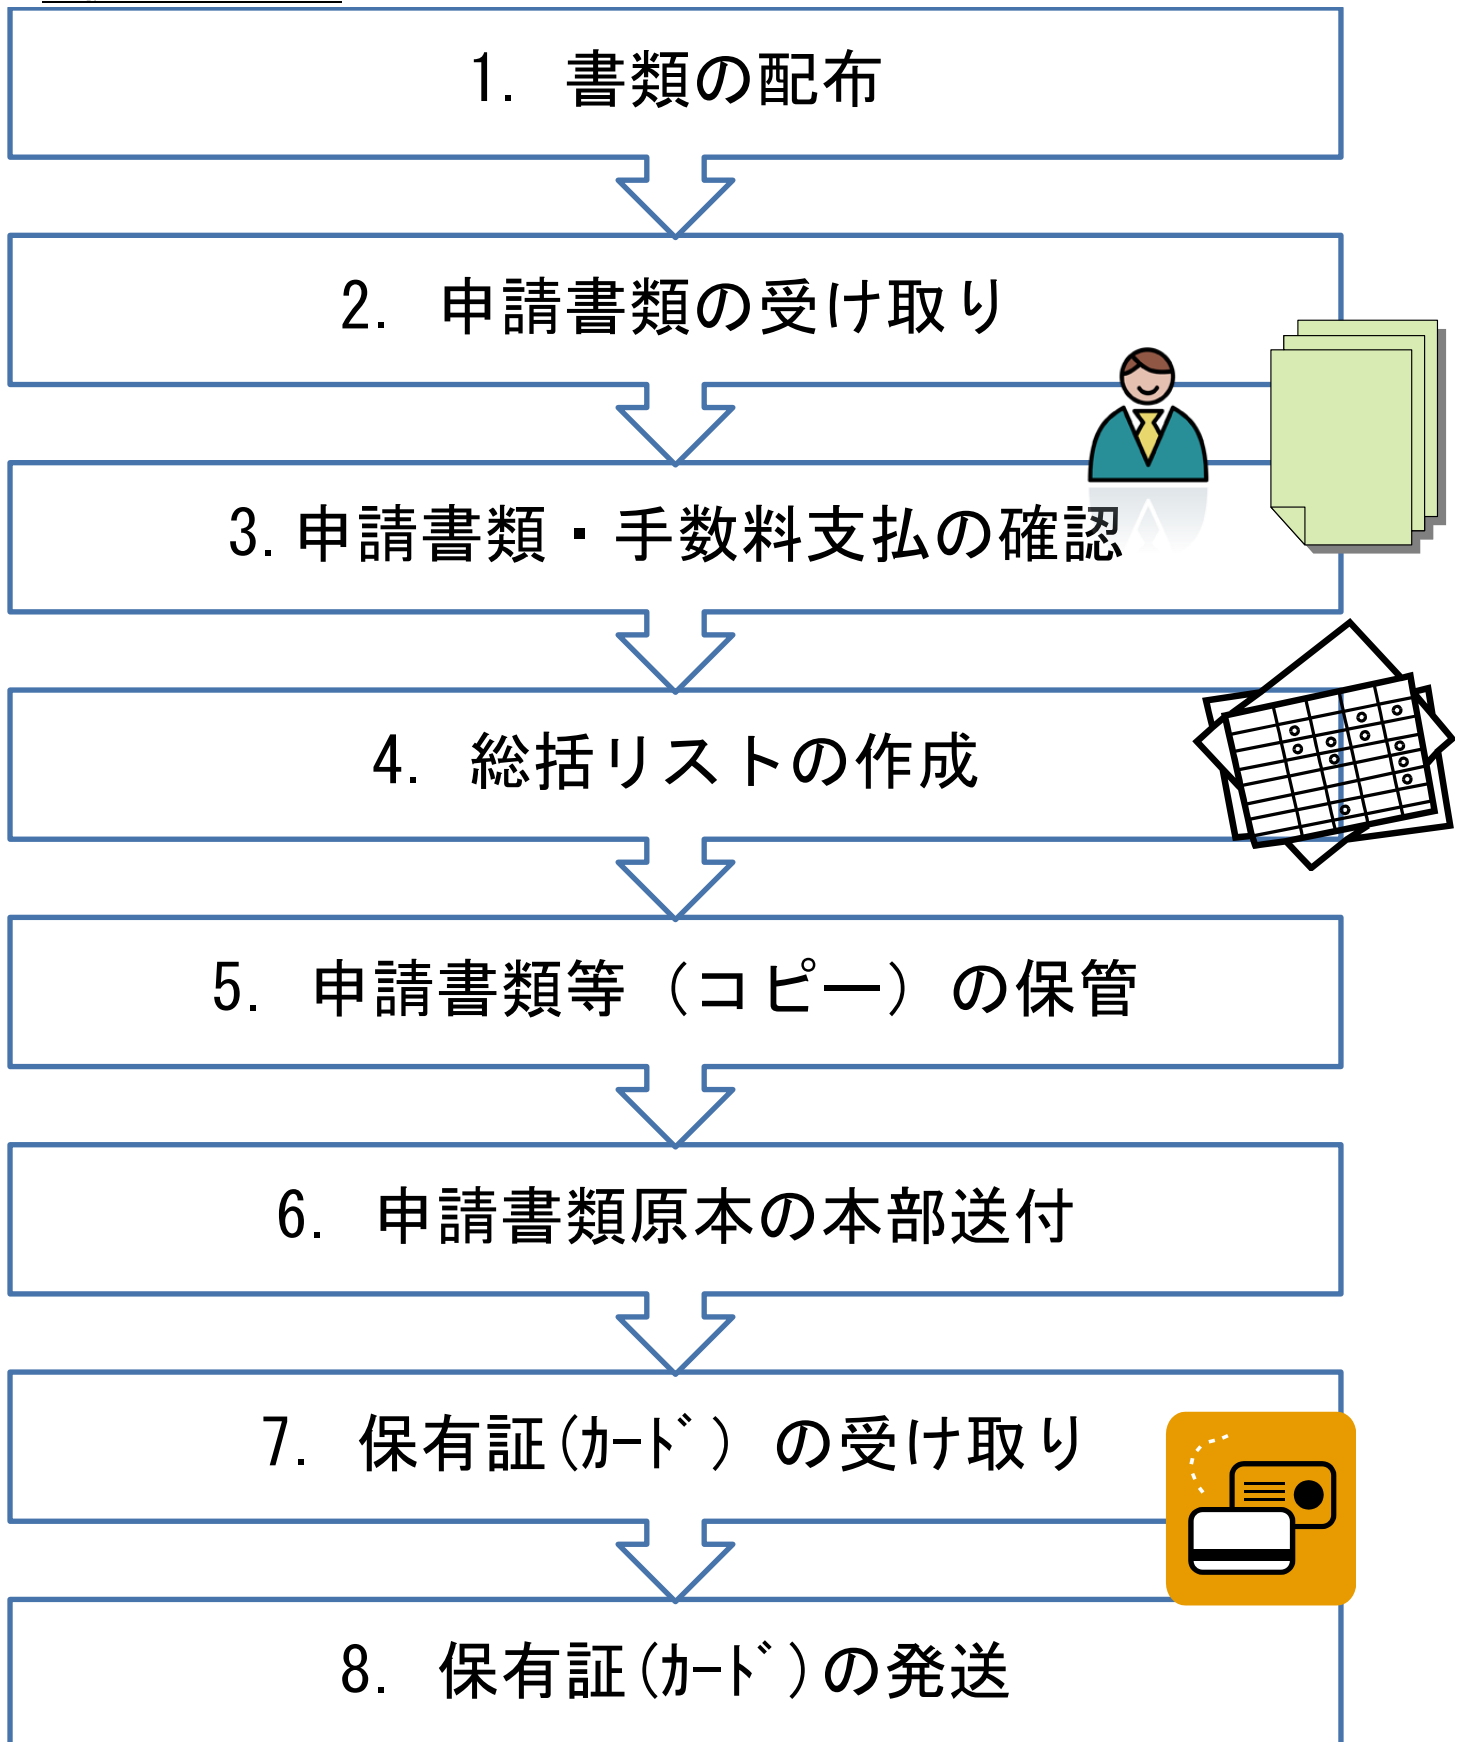 1. 書類の配布
2. 申請書類の受け取り
3. 申請書類・手数料支払の確認
4. 総括リストの作成
5. 申請書類等（コピー）の保管
6. 申請書類原本の本部送付
7. 保有証(ｶｰﾄﾞ）の受け取り
8. 保有証(ｶｰﾄﾞ)の発送